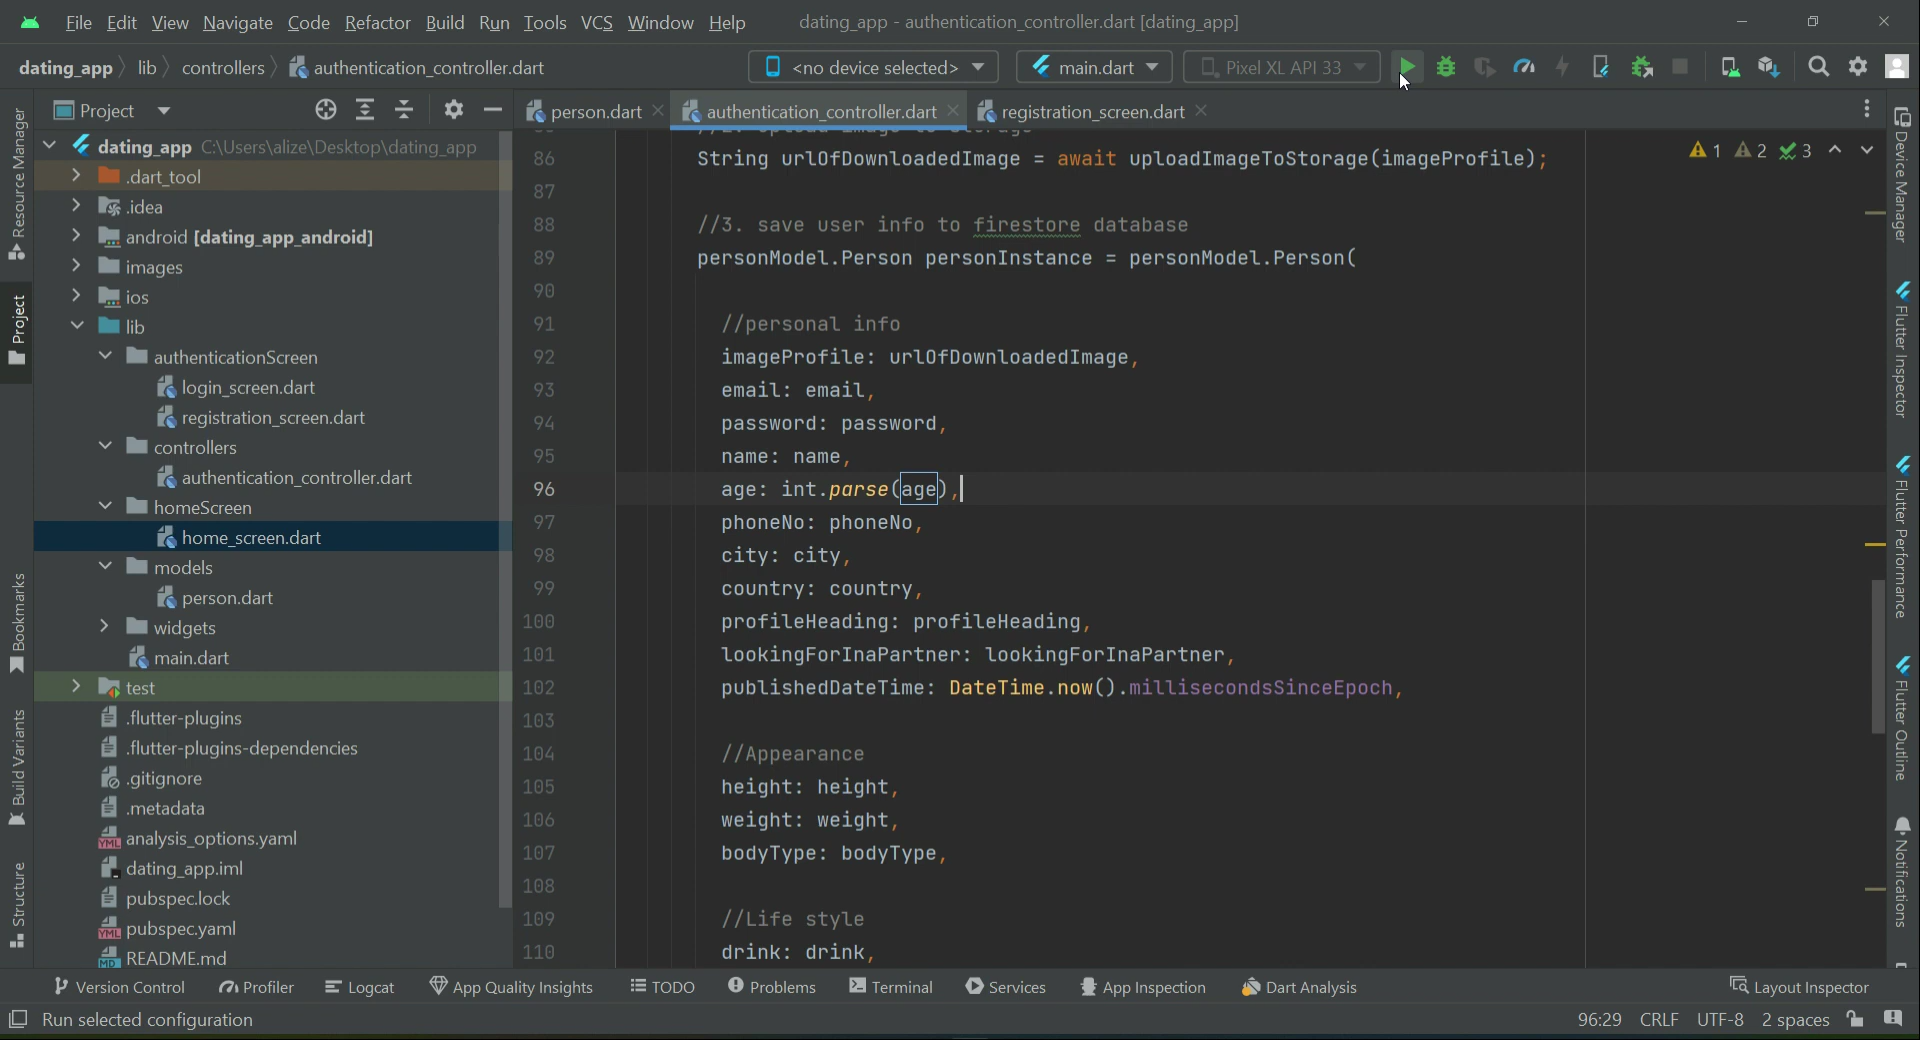 File Edit View Navigate Code Refactor Build Run Tools VCS Window Help dating_app - authentication_controller.dart [dating_app]
dating_app lib controllers authentication_controller.dart <no device selected> main.dart Pixel XL API 33
Project person.dart authentication_controller.dart registration_screen.dart
Resource Manager
Project
Bookmarks
Build Variants
Structure
dating_app C:\Users\alize\Desktop\dating_app
.dart_tool
.idea
android [dating_app_android]
images
ios
lib
authenticationScreen
login_screen.dart
registration_screen.dart
controllers
authentication_controller.dart
homeScreen
home_screen.dart
models
person.dart
widgets
main.dart
test
.flutter-plugins
.flutter-plugins-dependencies
.gitignore
.metadata
analysis_options.yaml
dating_app.iml
pubspec.lock
pubspec.yaml
README.md
86 String urlOfDownloadedImage = await uploadImageToStorage(imageProfile);
87
88 //3. save user info to firestore database
89 personModel.Person personInstance = personModel.Person(
90
91 //personal info
92 imageProfile: urlOfDownloadedImage,
93 email: email,
94 password: password,
95 name: name,
96 age: int.parse(age),
97 phoneNo: phoneNo,
98 city: city,
99 country: country,
100 profileHeading: profileHeading,
101 lookingForInaPartner: lookingForInaPartner,
102 publishedDateTime: DateTime.now().millisecondsSinceEpoch,
103
104 //Appearance
105 height: height,
106 weight: weight,
107 bodyType: bodyType,
108
109 //Life style
110 drink: drink,
1 2 3
Device Manager
Flutter Inspector
Flutter Performance
Flutter Outline
Notifications
Version Control Profiler Logcat App Quality Insights TODO Problems Terminal Services App Inspection Dart Analysis Layout Inspector
Run selected configuration 96:29 CRLF UTF-8 2 spaces